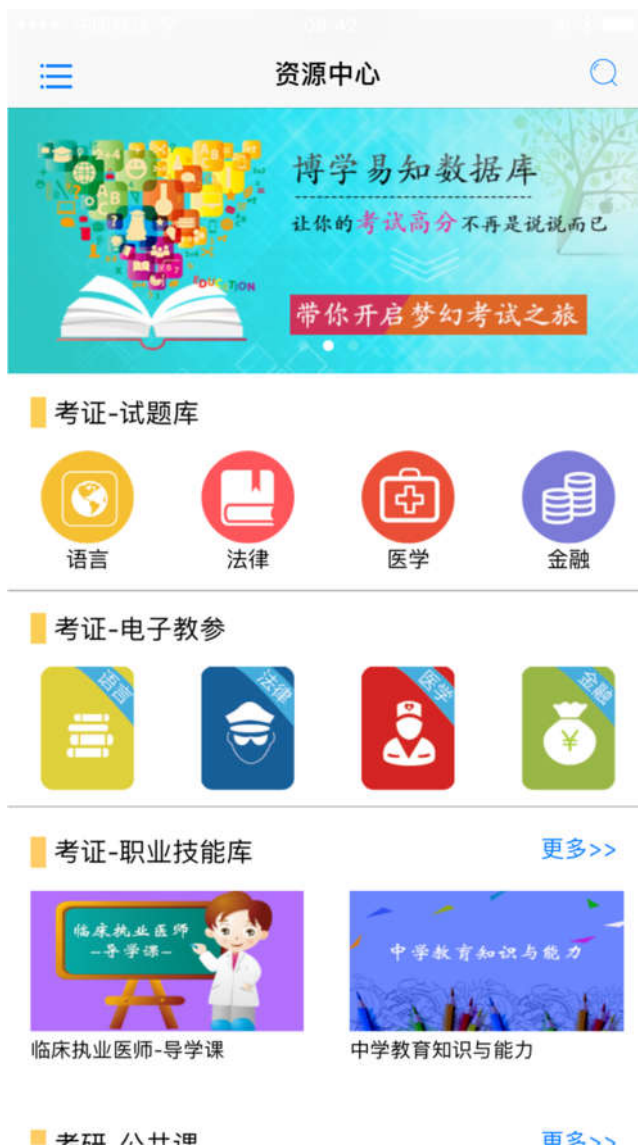 资源中心
博学易知数据库
让你的考试高分不再是说说而已
EDUCATION
带你开启梦幻考试之旅
考证-试题库
语言
法律
医学
金融
考证-电子教参
语言
法律
医学
金融
考证-职业技能库
更多>>
临床执业医师
-导学课-
中学教育知识与能力
临床执业医师-导学课
中学教育知识与能力
考研-公共课
更多>>